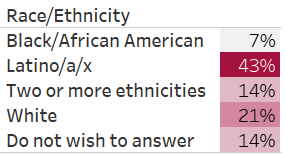 Race/Ethnicity
Black/African American 7%
Latino/a/x 43%
Two or more ethnicities 14%
White 21%
Do not wish to answer 14%